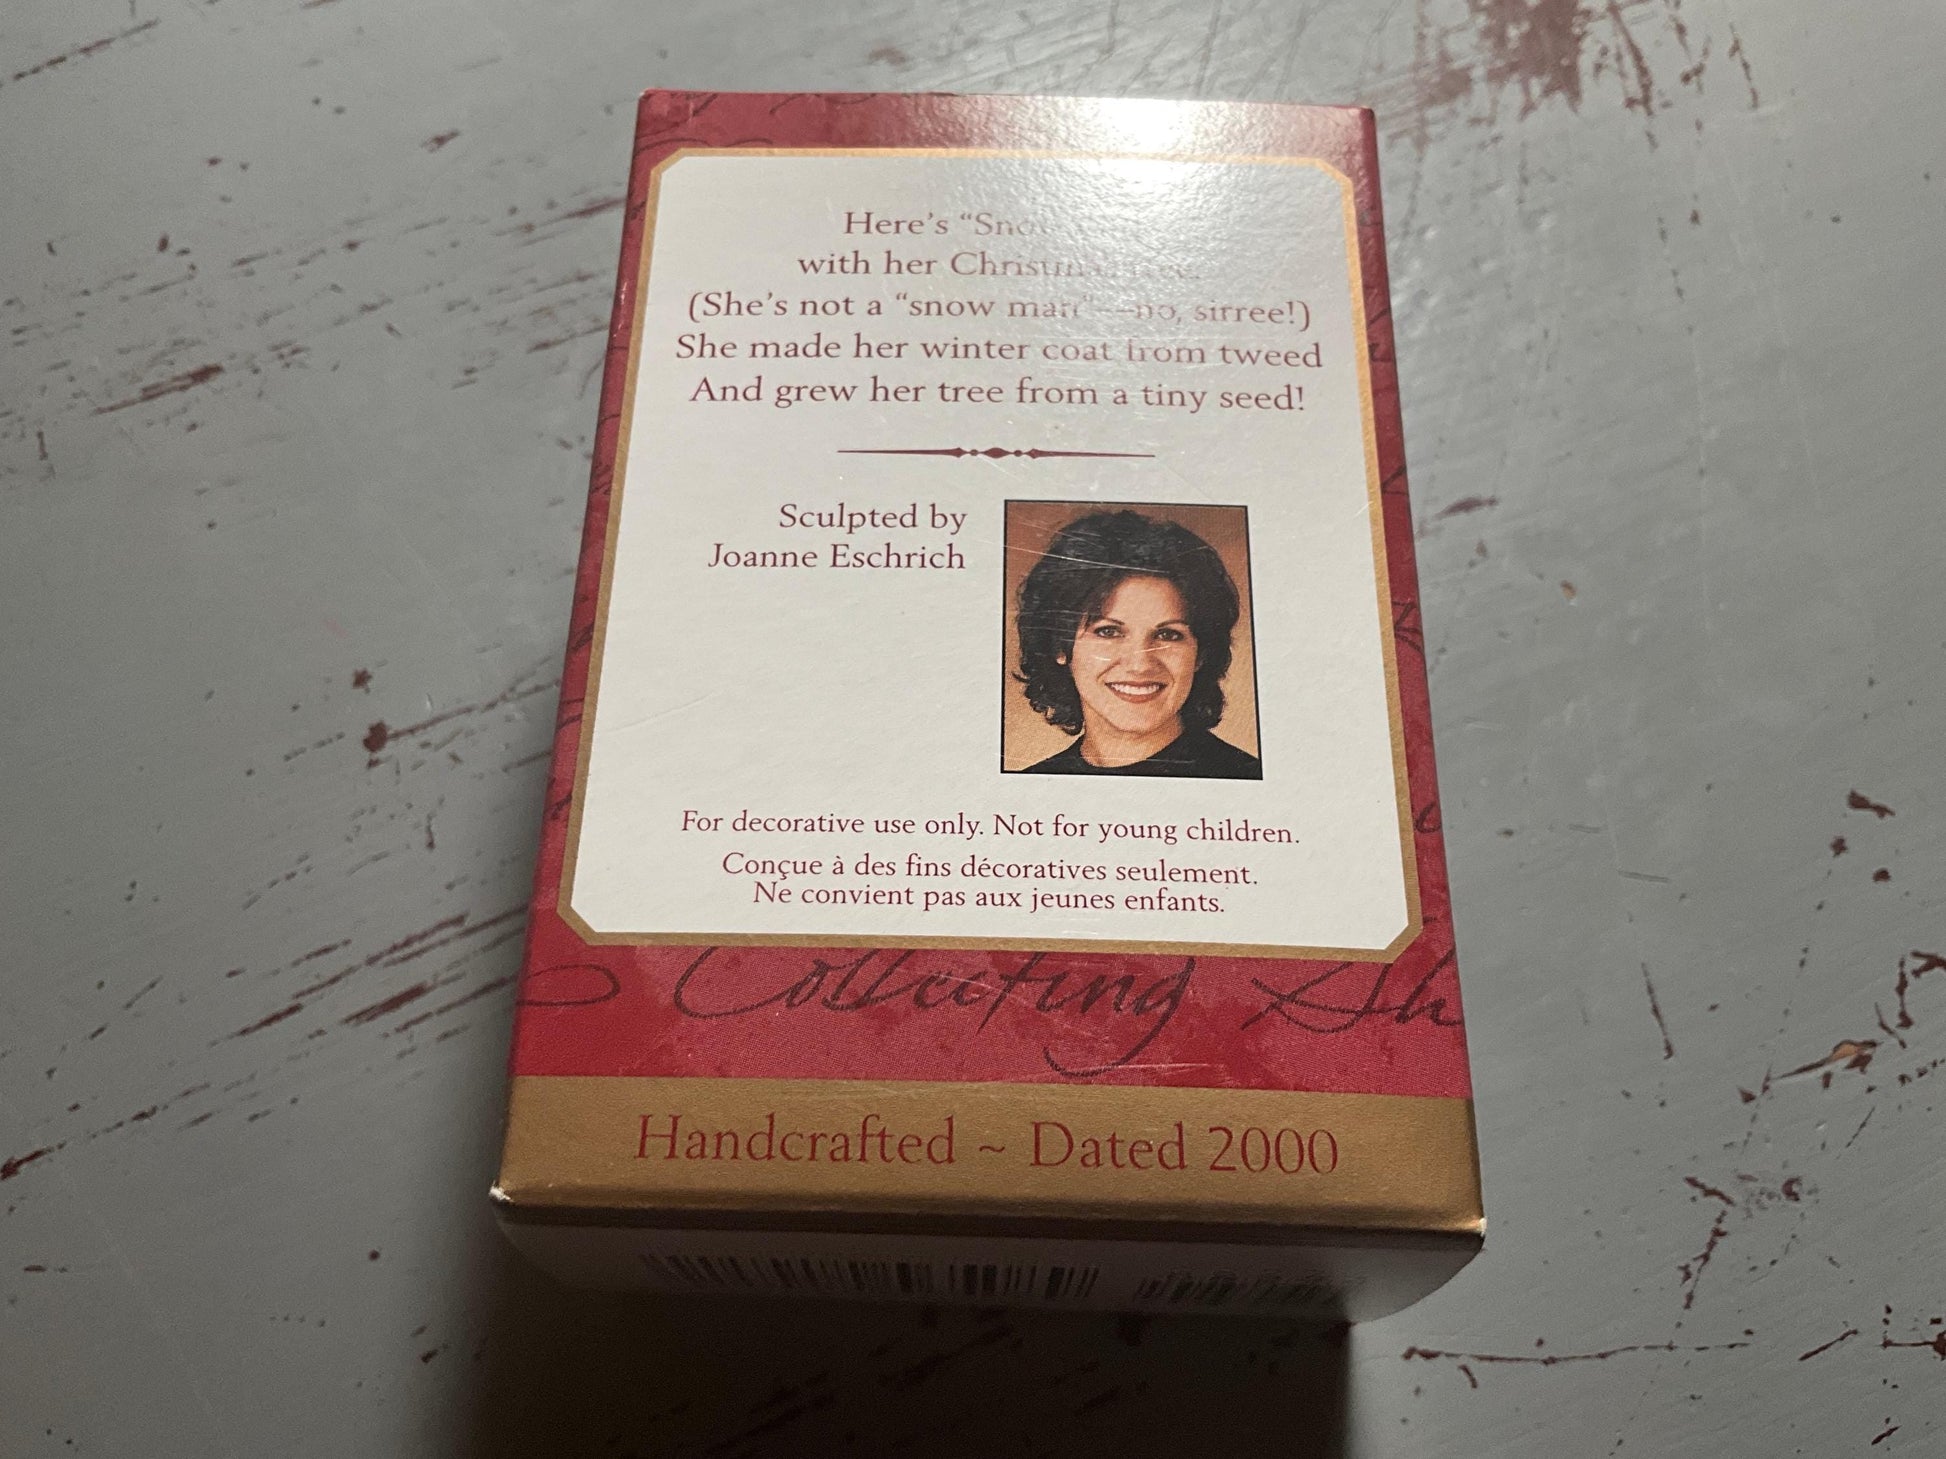 Here's
with her Christmas
(She's not a "snow man"—no, sirree!)
She made her winter coat from tweed
And grew her tree from a tiny seed!
Sculpted by
Joanne Eschrich
For decorative use only. Not for young children.
Conçue à des fins décoratives seulement.
Ne convient pas aux jeunes enfants.
Collecting
Handcrafted ~ Dated 2000